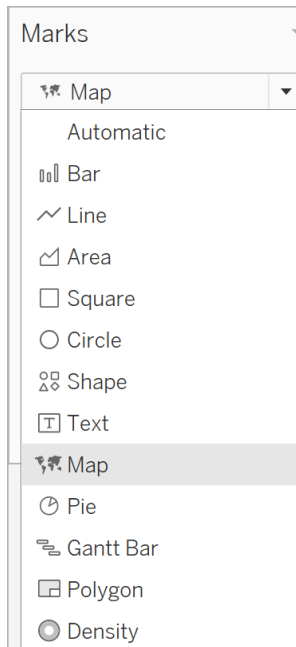 Marks
Map
Automatic
Bar
Line
Area
Square
Circle
Shape
Text
Map
Pie
Gantt Bar
Polygon
Density